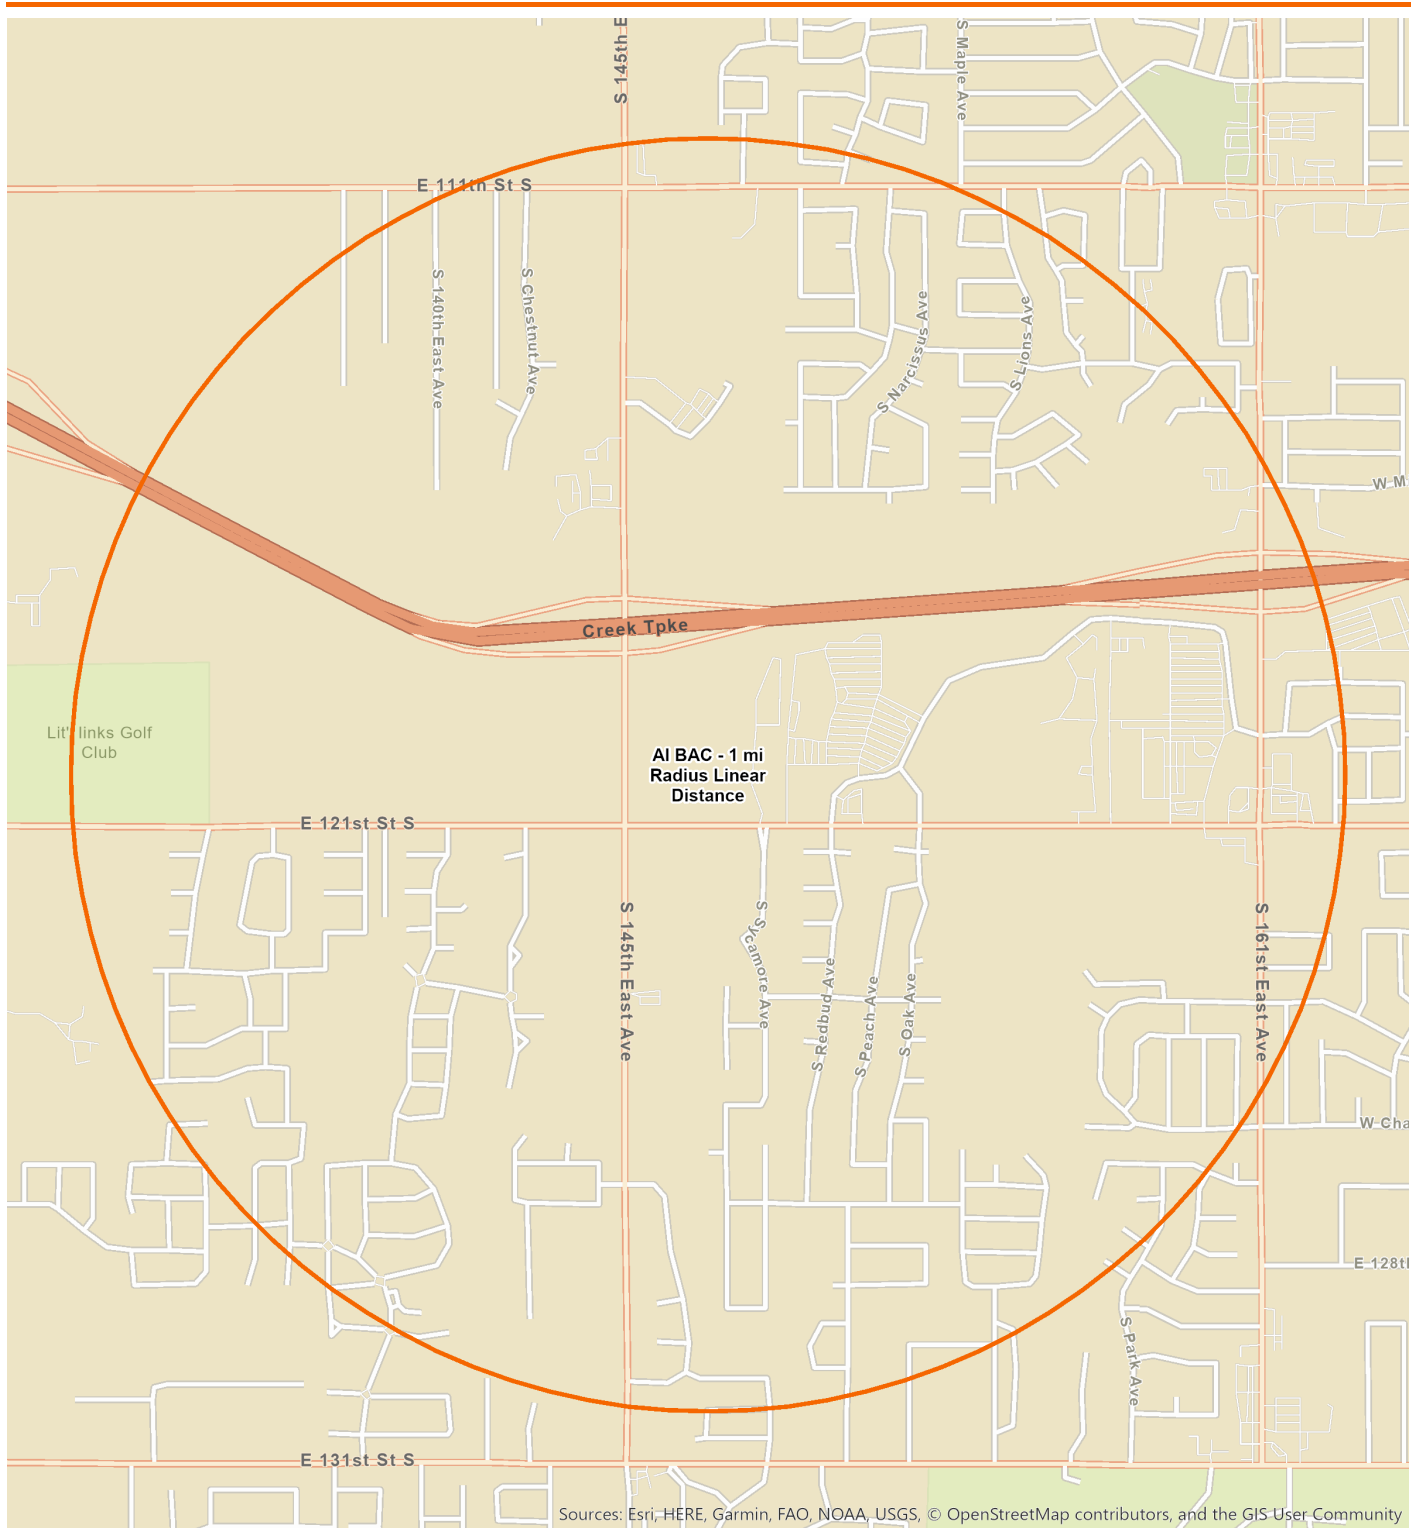 S 145th E
S Maple Ave
E 111th St S
S 140th East Ave
S Chestnut Ave
S Narcissus Ave
S Lions Ave
W M
Creek Tpke
Lit'l links Golf
Club
AI BAC - 1 mi
Radius Linear
Distance
E 121st St S
S 145th East Ave
S Sycamore Ave
S Redbud Ave
S Peach Ave
S Oak Ave
S 161st East Ave
W Cha
E 128th
S Park Ave
E 131st St S
Sources: Esri, HERE, Garmin, FAO, NOAA, USGS, © OpenStreetMap contributors, and the GIS User Community